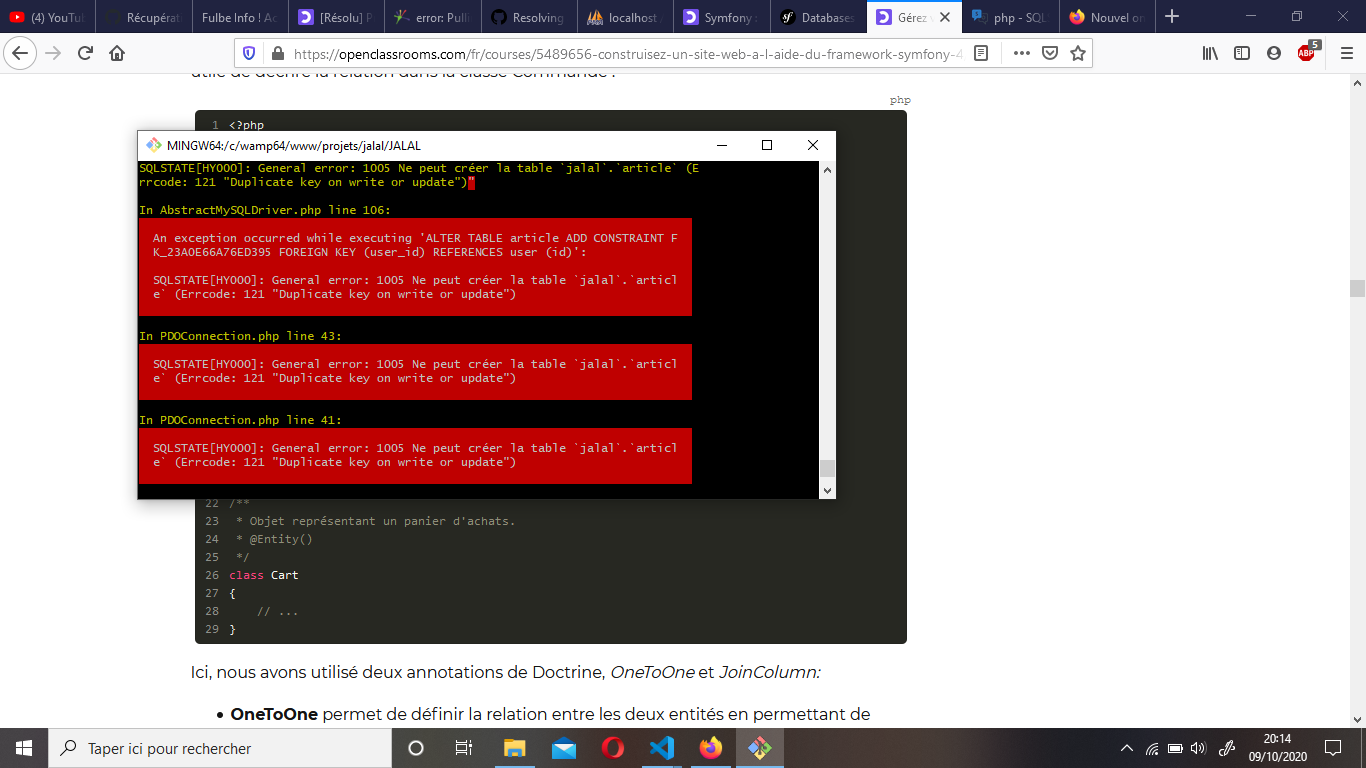 (4) YouTu
Récupérat
Fulbe Info ! Ac
[Résolu] P
error: Pulli
Resolving
localhost
Symfony
Databases
Gérez v
php - SQL
Nouvel on
https://openclassrooms.com/fr/courses/5489656-construisez-un-site-web-a-l-aide-du-framework-symfony-4
ABP
5
utile de décrire la relation dans la classe Commande :
php
1 <?php
MINGW64:/c/wamp64/www/projets/jalal/JALAL
SQLSTATE[HY000]: General error: 1005 Ne peut créer la table `jalal`.`article` (E
rrcode: 121 "Duplicate key on write or update")"
In AbstractMySQLDriver.php line 106:
An exception occurred while executing 'ALTER TABLE article ADD CONSTRAINT F
K_23A0E66A76ED395 FOREIGN KEY (user_id) REFERENCES user (id)':
SQLSTATE[HY000]: General error: 1005 Ne peut créer la table `jalal`.`articl
e` (Errcode: 121 "Duplicate key on write or update")
In PDOConnection.php line 43:
SQLSTATE[HY000]: General error: 1005 Ne peut créer la table `jalal`.`articl
e` (Errcode: 121 "Duplicate key on write or update")
In PDOConnection.php line 41:
SQLSTATE[HY000]: General error: 1005 Ne peut créer la table `jalal`.`articl
e` (Errcode: 121 "Duplicate key on write or update")
22 /**
23 * Objet représentant un panier d'achats.
24 * @Entity()
25 */
26 class Cart
27 {
28 // ...
29 }
Ici, nous avons utilisé deux annotations de Doctrine, OneToOne et JoinColumn:
• OneToOne permet de définir la relation entre les deux entités en permettant de
Taper ici pour rechercher
20:14
09/10/2020